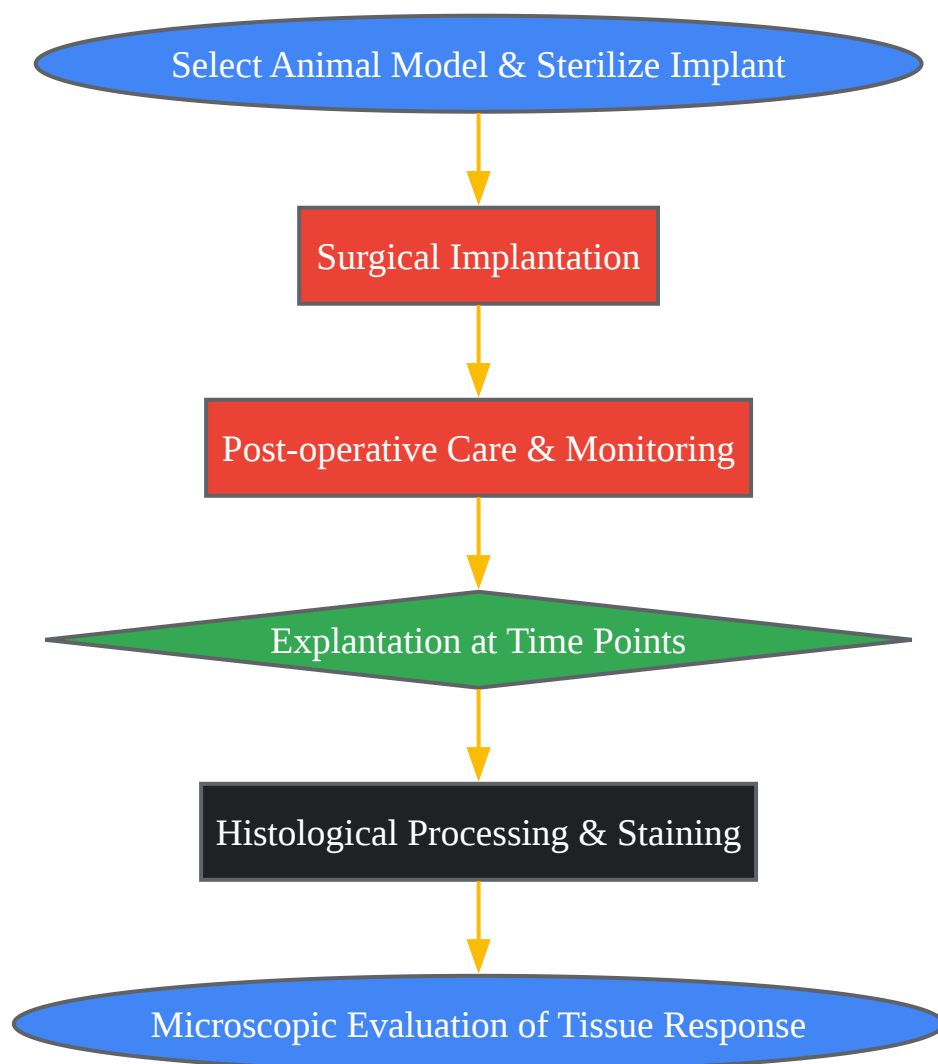 Select Animal Model & Sterilize Implant
Surgical Implantation
Post-operative Care & Monitoring
Explantation at Time Points
Histological Processing & Staining
Microscopic Evaluation of Tissue Response